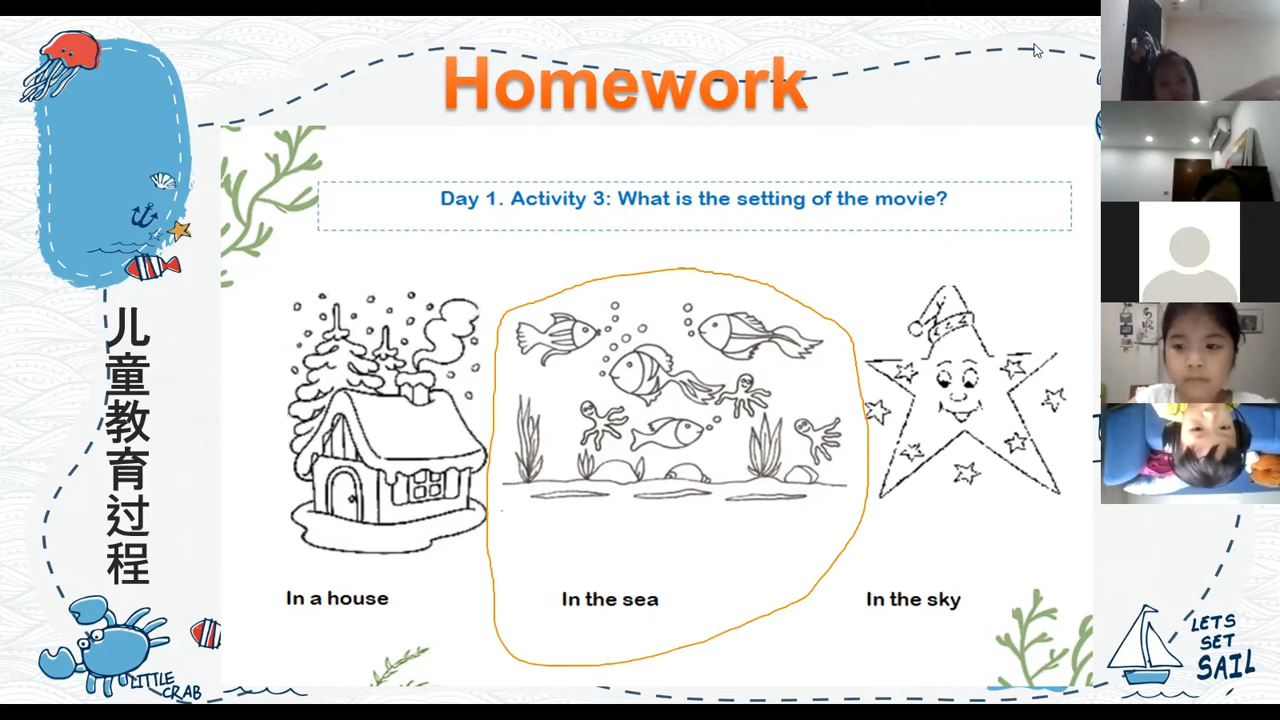 Homework
Day 1. Activity 3: What is the setting of the movie?
儿童教育过程
In a house
In the sea
In the sky
LITTLE
CRAB
LETS
SET
SAIL